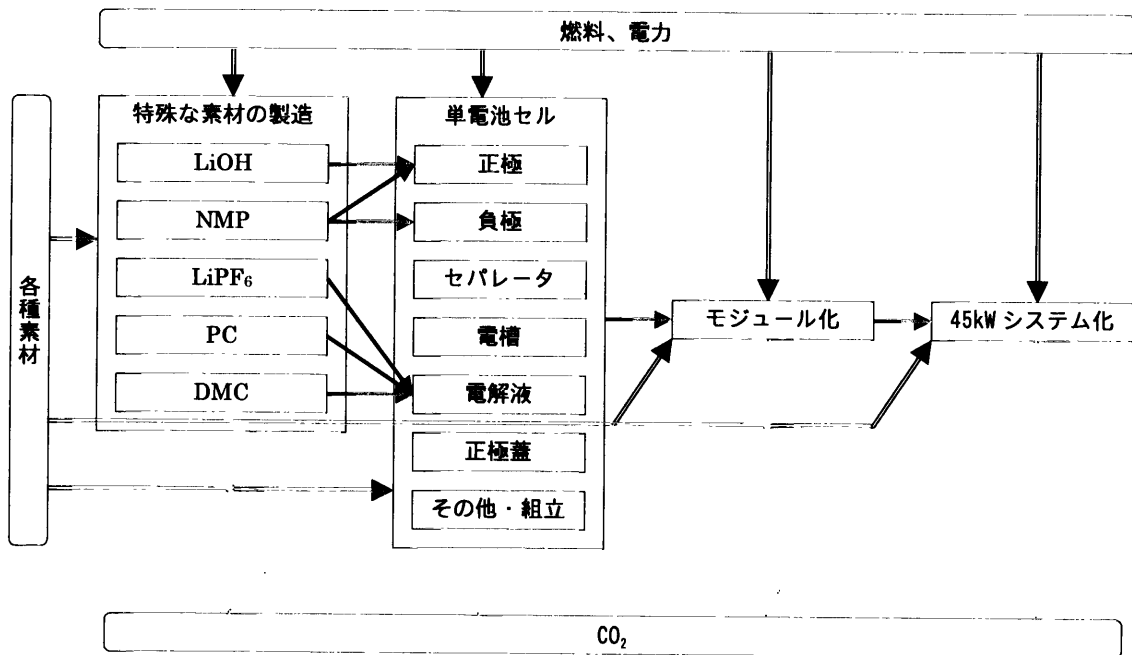 燃料、電力
特殊な素材の製造
LiOH
NMP
LiPF₆
PC
DMC
単電池セル
正極
負極
セパレータ
電槽
電解液
正極蓋
その他・組立
各種素材
モジュール化
45kW システム化
CO₂